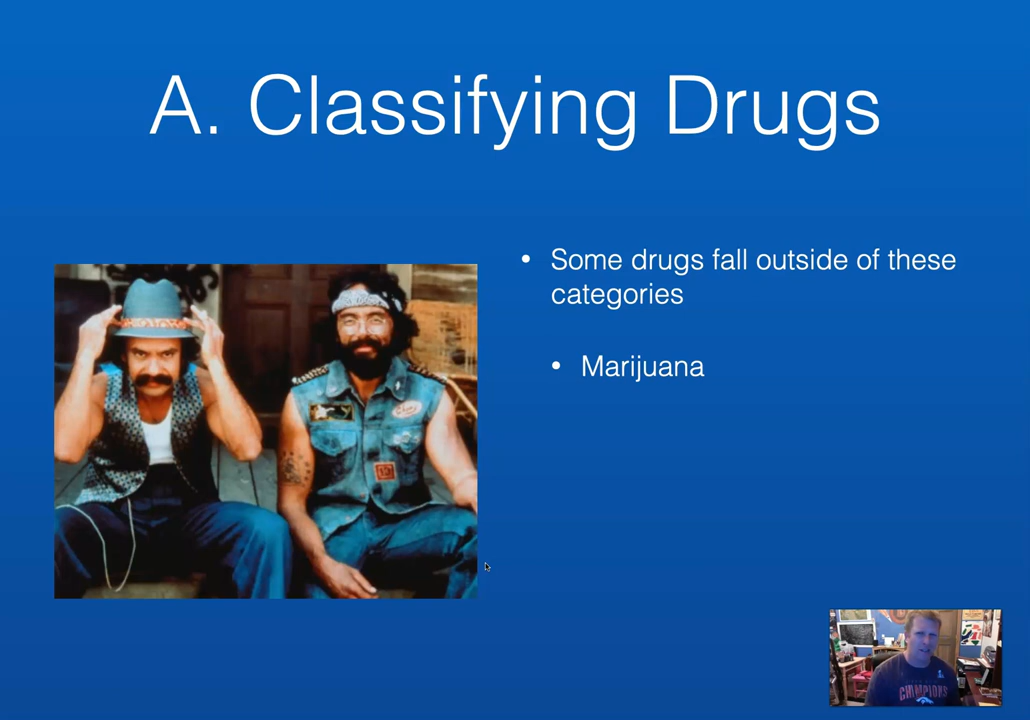 A. Classifying Drugs
• Some drugs fall outside of these
categories
• Marijuana
CHAMPIONS